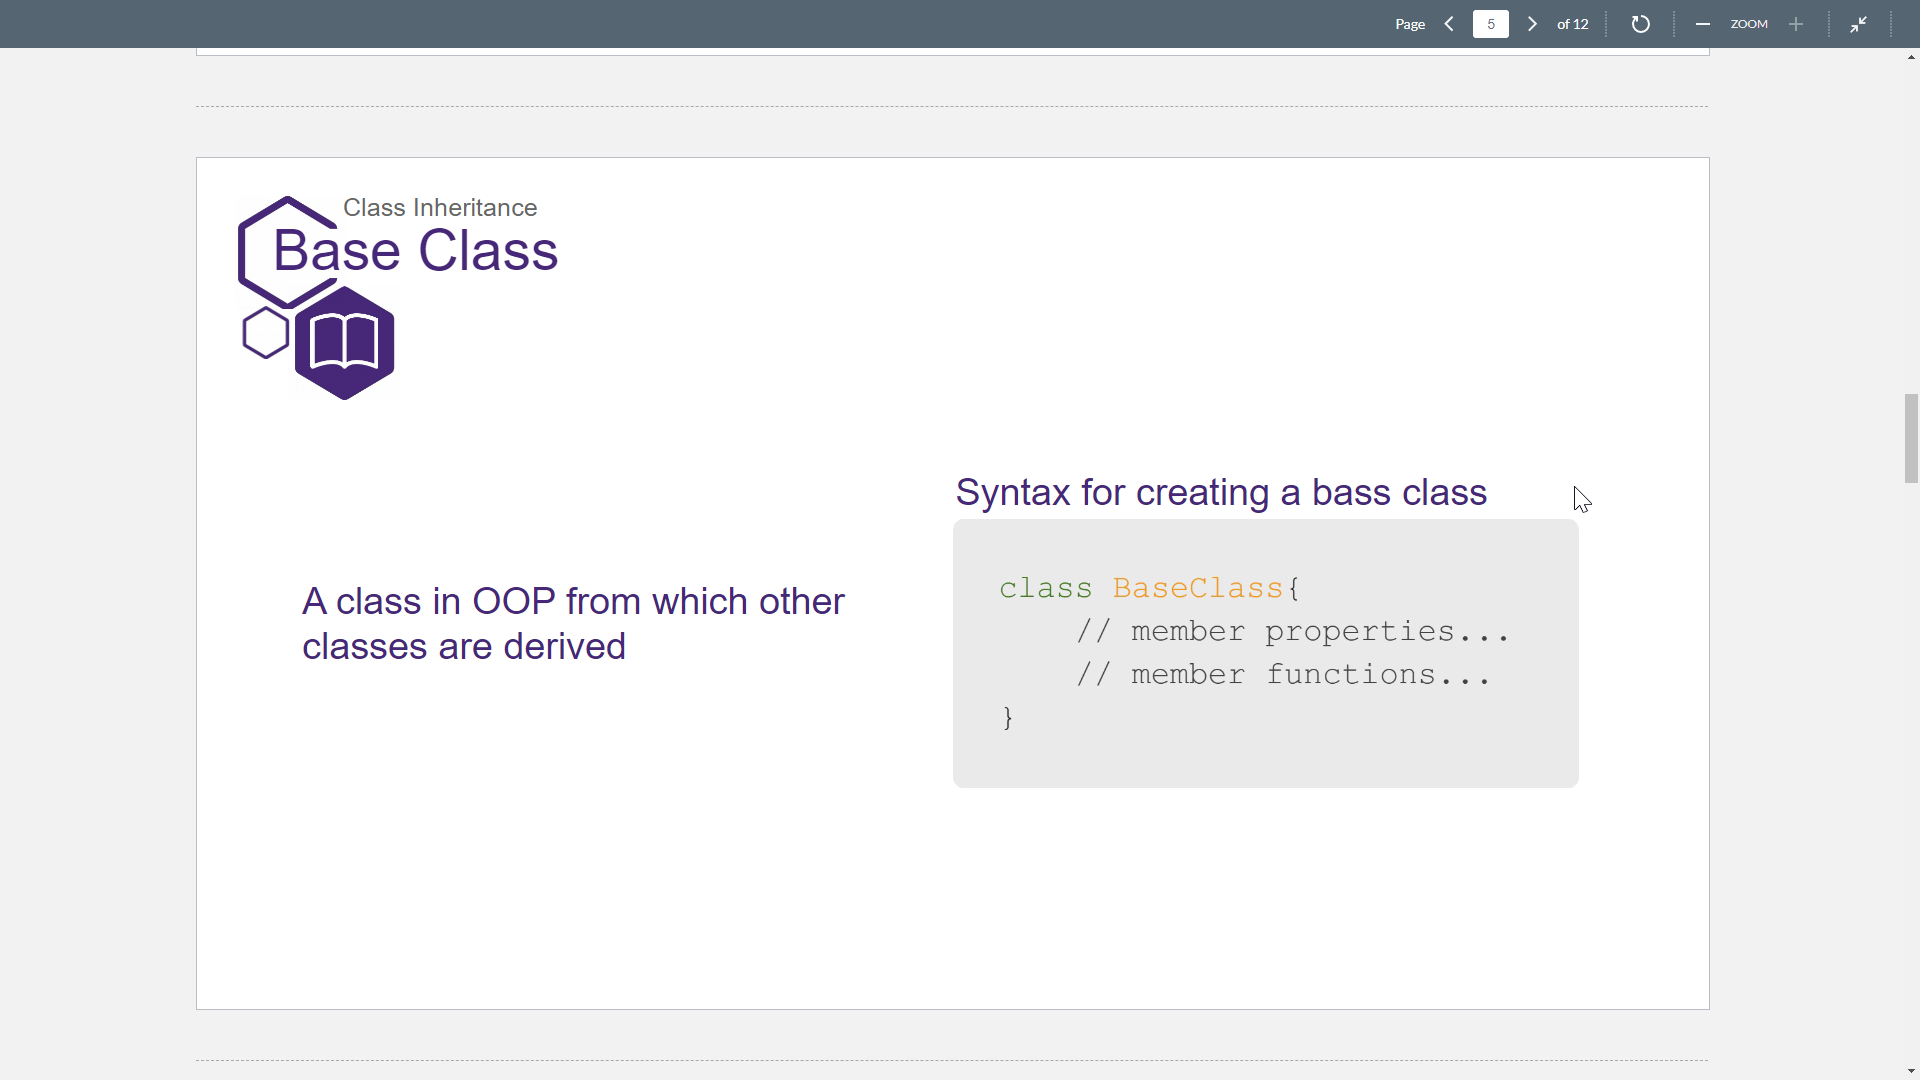 Page 5 of 12 ZOOM
Class Inheritance
Base Class
Syntax for creating a bass class
A class in OOP from which other
classes are derived
class BaseClass{
// member properties...
// member functions...
}